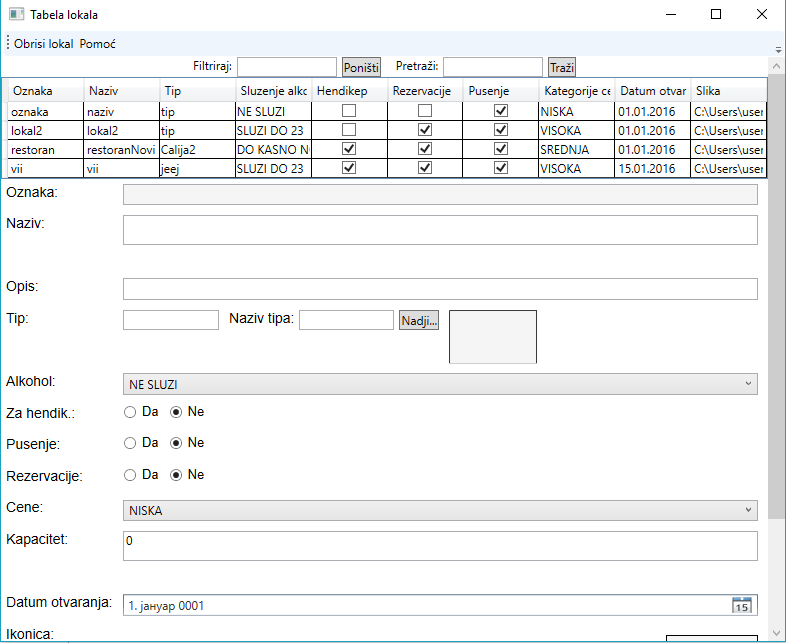 Tabela lokala
Obrisi lokal Pomoć
Filtriraj: Poništi Pretraži: Traži
Oznaka Naziv Tip Sluzenje alkc Hendikep Rezervacije Pusenje Kategorije ce Datum otvar Slika
oznaka naziv tip NE SLUZI NISKA 01.01.2016 C:\Users\user
lokal2 lokal2 tip SLUZI DO 23 VISOKA 01.01.2016 C:\Users\user
restoran restoranNovi Calija2 DO KASNO N SREDNJA 01.01.2016 C:\Users\user
vii vii jeej SLUZI DO 23 VISOKA 15.01.2016 C:\Users\user
Oznaka:
Naziv:
Opis:
Tip: Naziv tipa: Nadji...
Alkohol: NE SLUZI
Za hendik.: Da Ne
Pusenje: Da Ne
Rezervacije: Da Ne
Cene: NISKA
Kapacitet: 0
Datum otvaranja: 1. јануар 0001 15
Ikonica: